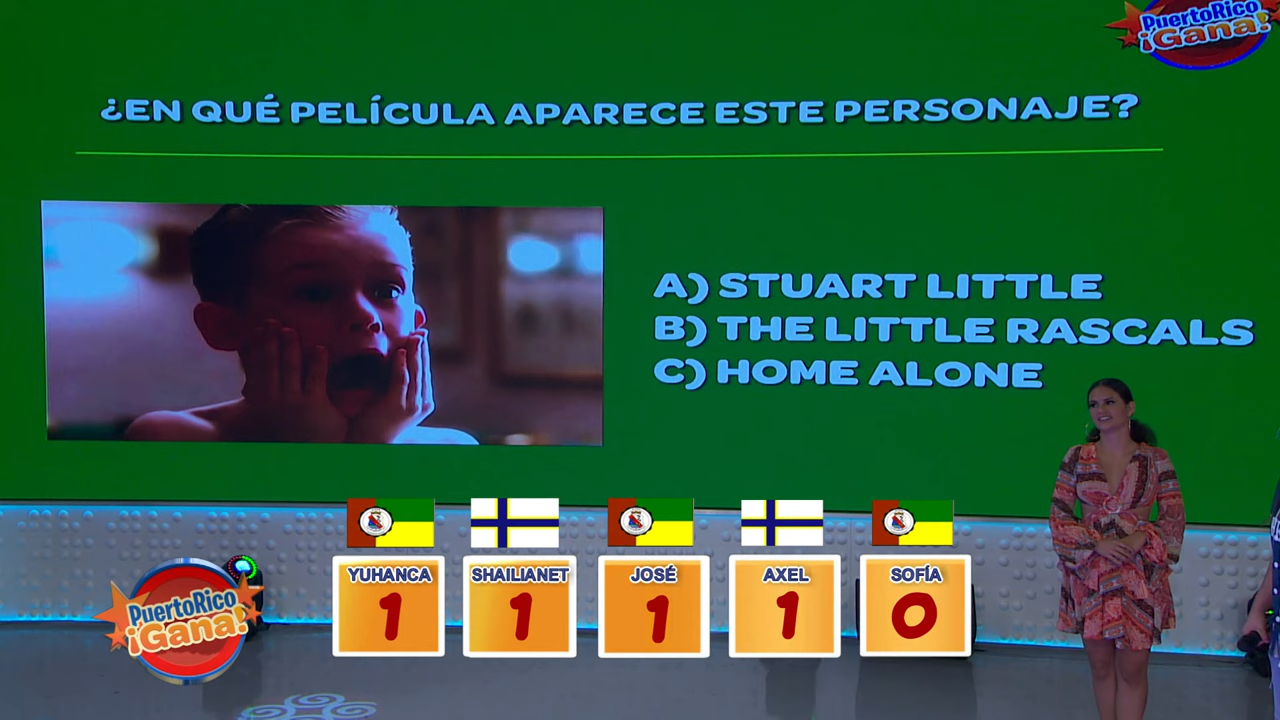 PuertoRico
¡Gana!
¿EN QUÉ PELÍCULA APARECE ESTE PERSONAJE?
A) STUART LITTLE
B) THE LITTLE RASCALS
C) HOME ALONE
YUHANCA
1
SHAILIANET
1
JOSÉ
1
AXEL
1
SOFÍA
0
PuertoRico
¡Gana!